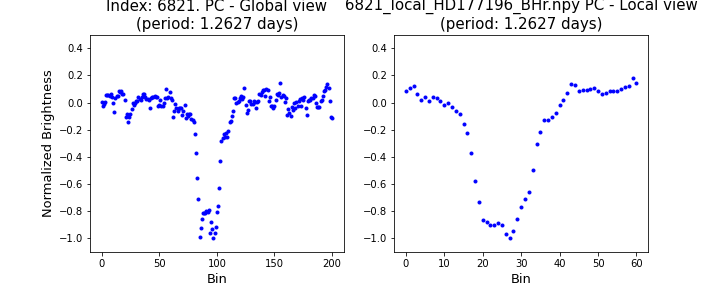 Index: 6821. PC - Global view
(period: 1.2627 days)
6821_local_HD177196_BHr.npy PC - Local view
(period: 1.2627 days)
Normalized Brightness
0.4
0.2
0.0
−0.2
−0.4
−0.6
−0.8
−1.0
0 50 100 150 200
Bin
0.4
0.2
0.0
−0.2
−0.4
−0.6
−0.8
−1.0
0 10 20 30 40 50 60
Bin